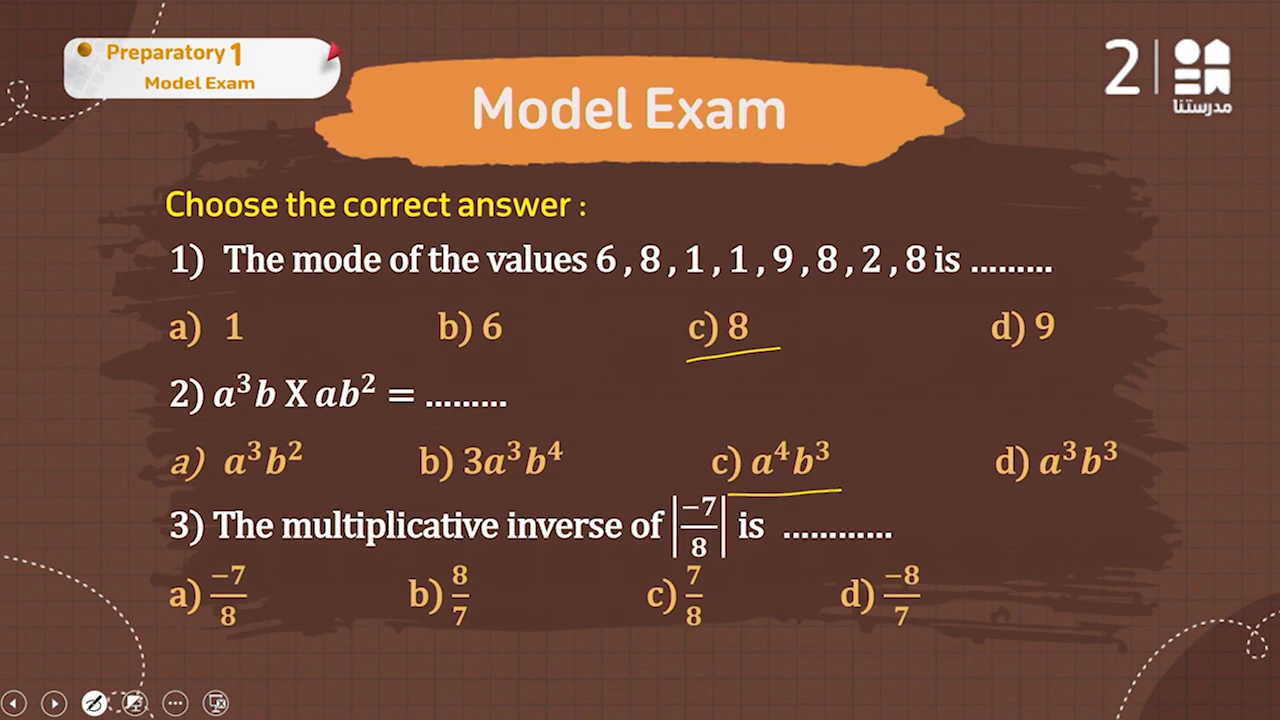 Preparatory 1
Model Exam
2
مدرستنا
Model Exam
Choose the correct answer :
1) The mode of the values 6 , 8 , 1 , 1 , 9 , 8 , 2 , 8 is .........
a) 1 b) 6 c) 8 d) 9
2) a³b X ab² = .........
a) a³b² b) 3a³b⁴ c) a⁴b³ d) a³b³
3) The multiplicative inverse of |−7/8| is ............
a) −7/8 b) 8/7 c) 7/8 d) −8/7